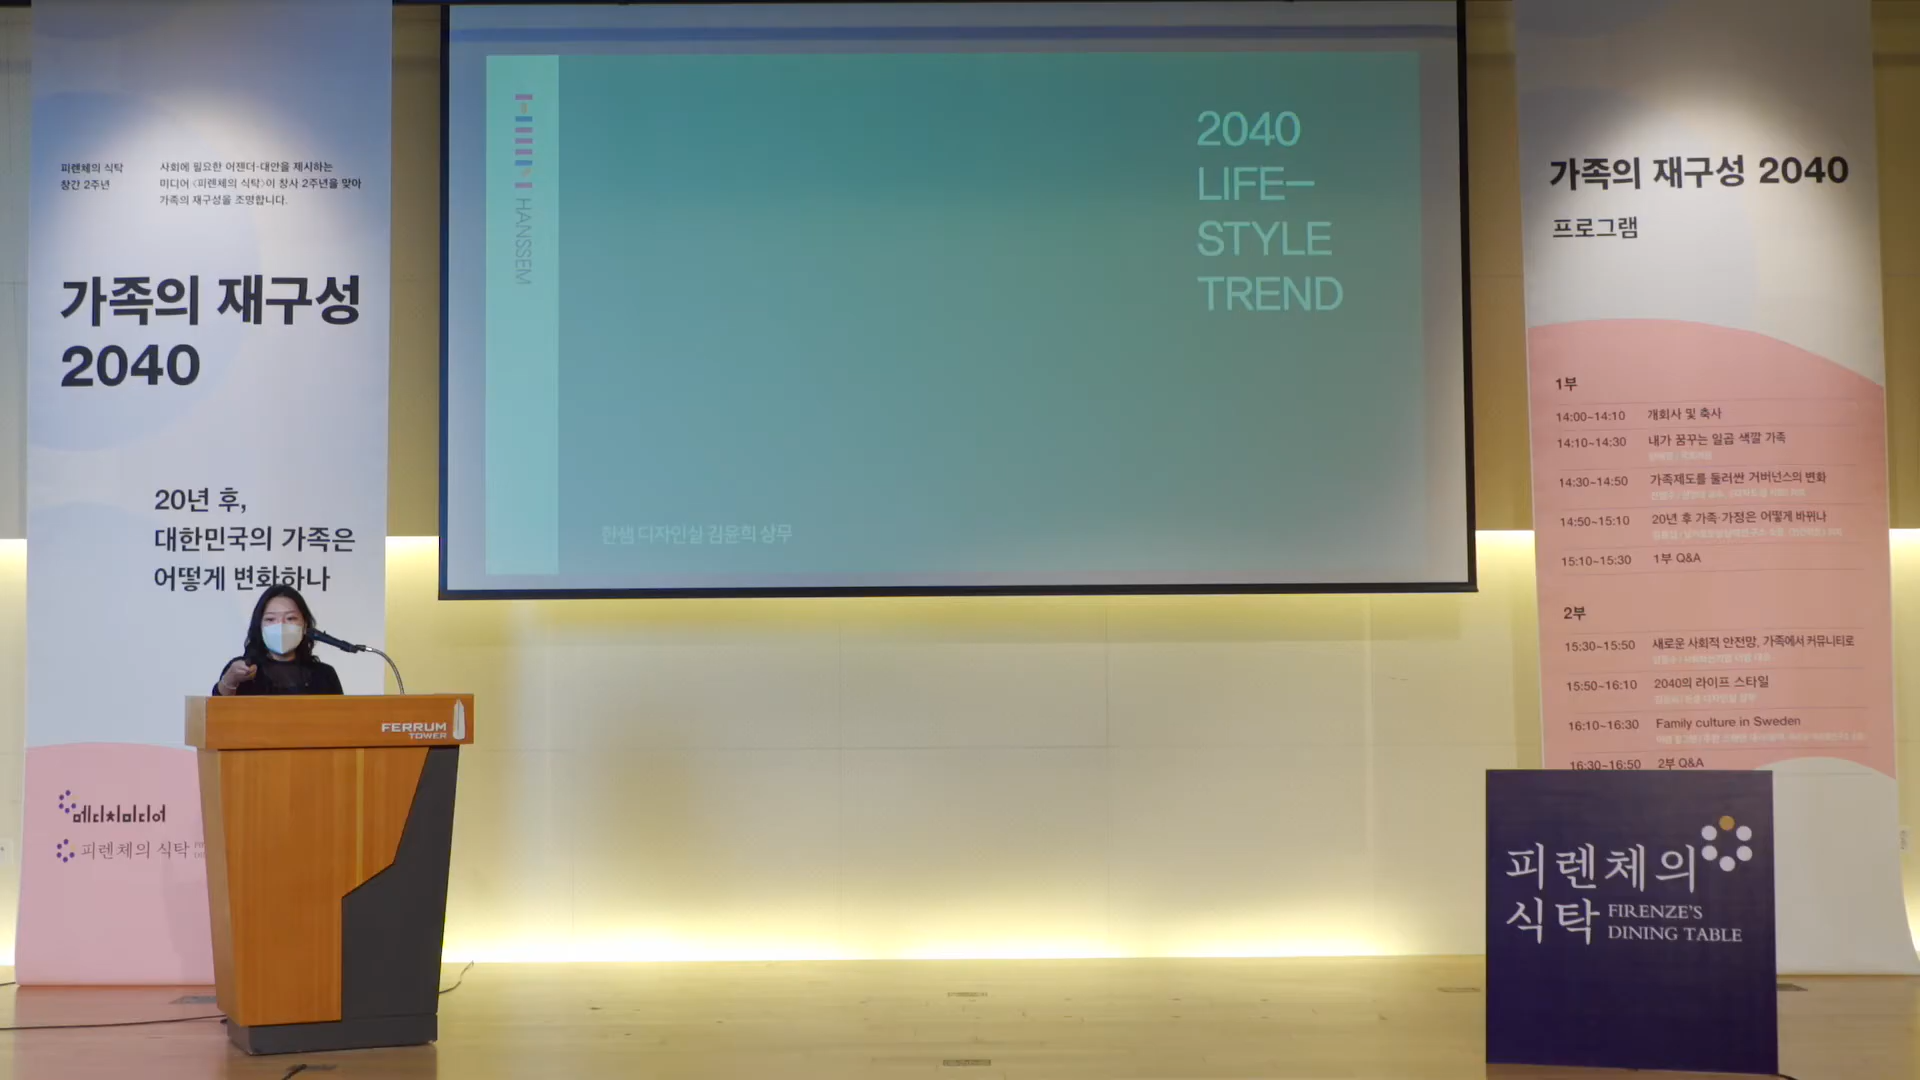 피렌체의 식탁
창간 2주년
사회에 필요한 어젠더·대안을 제시하는
미디어 <피렌체의 식탁>이 창사 2주년을 맞아
가족의 재구성을 조명합니다.
가족의 재구성
2040
20년 후,
대한민국의 가족은
어떻게 변화하나
메디치미디어
피렌체의 식탁
HANSSEM
2040
LIFE–
STYLE
TREND
한샘 디자인실 김윤희 상무
FERRUM
TOWER
가족의 재구성 2040
프로그램
1부
14:00~14:10 개회사 및 축사
14:10~14:30 내가 꿈꾸는 일곱 색깔 가족
14:30~14:50 가족제도를 둘러싼 거버넌스의 변화
14:50~15:10 20년 후 가족·가정은 어떻게 바뀌나
15:10~15:30 1부 Q&A
2부
15:30~15:50 새로운 사회적 안전망, 가족에서 커뮤니티로
15:50~16:10 2040의 라이프 스타일
16:10~16:30 Family culture in Sweden
16:30~16:50 2부 Q&A
피렌체의
식탁 FIRENZE'S
DINING TABLE